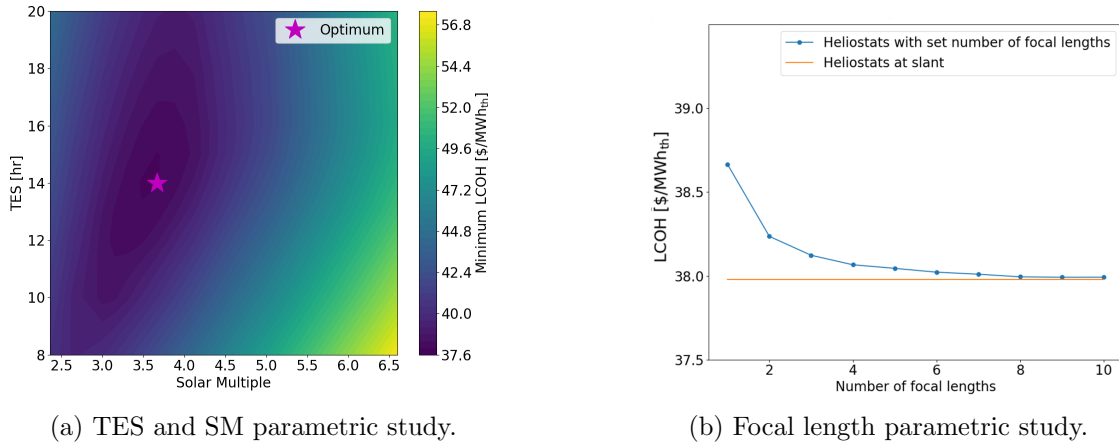 20
18
16
14
12
10
8
TES [hr]
2.5 3.0 3.5 4.0 4.5 5.0 5.5 6.0 6.5
Solar Multiple
Optimum
56.8
54.4
52.0
49.6
47.2
44.8
42.4
40.0
37.6
Minimum LCOH [$/MWh_th]
(a) TES and SM parametric study.
39.0
38.5
38.0
37.5
LCOH [$/MWh_th]
2 4 6 8 10
Number of focal lengths
Heliostats with set number of focal lengths
Heliostats at slant
(b) Focal length parametric study.